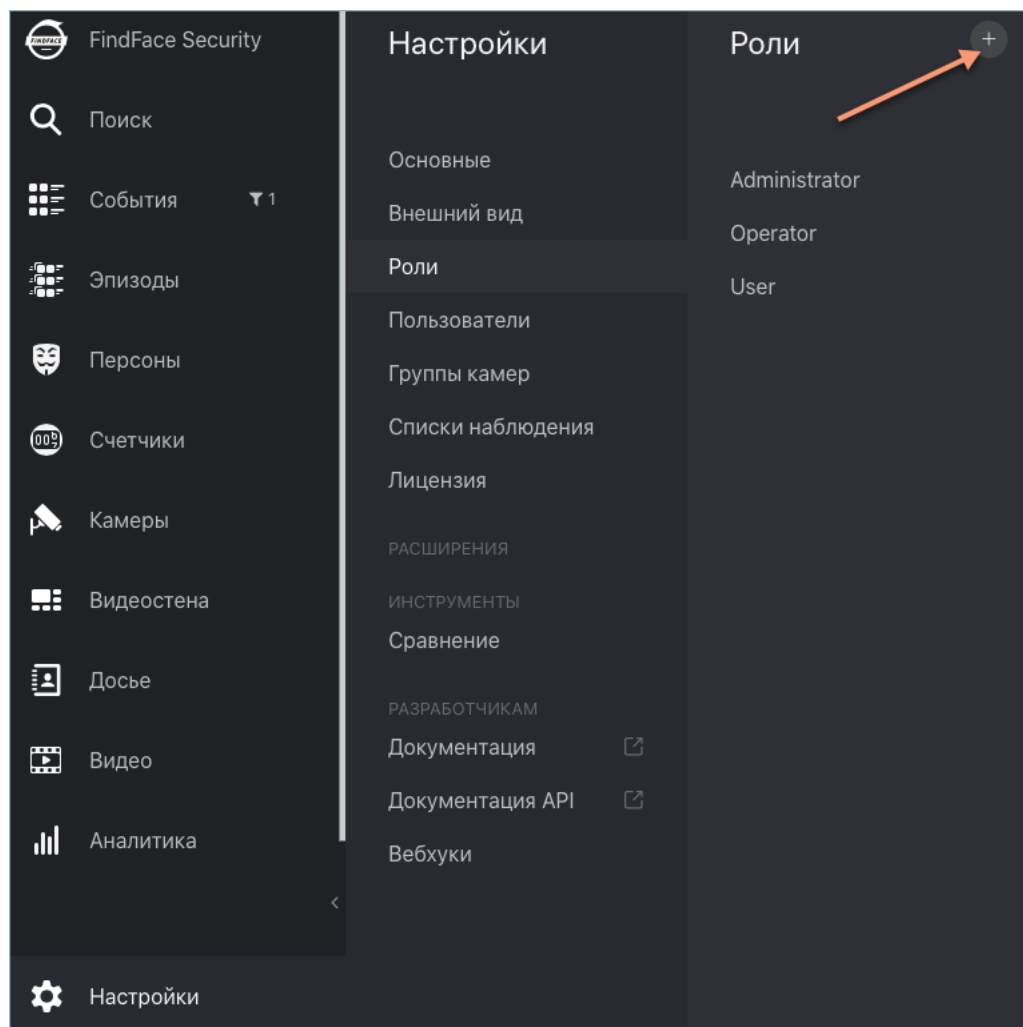 FINDFACE
FindFace Security
Поиск
События 1
Эпизоды
Персоны
Счетчики
Камеры
Видеостена
Досье
Видео
Аналитика
Настройки
Настройки
Основные
Внешний вид
Роли
Пользователи
Группы камер
Списки наблюдения
Лицензия
РАСШИРЕНИЯ
ИНСТРУМЕНТЫ
Сравнение
РАЗРАБОТЧИКАМ
Документация
Документация API
Вебхуки
Роли +
Administrator
Operator
User